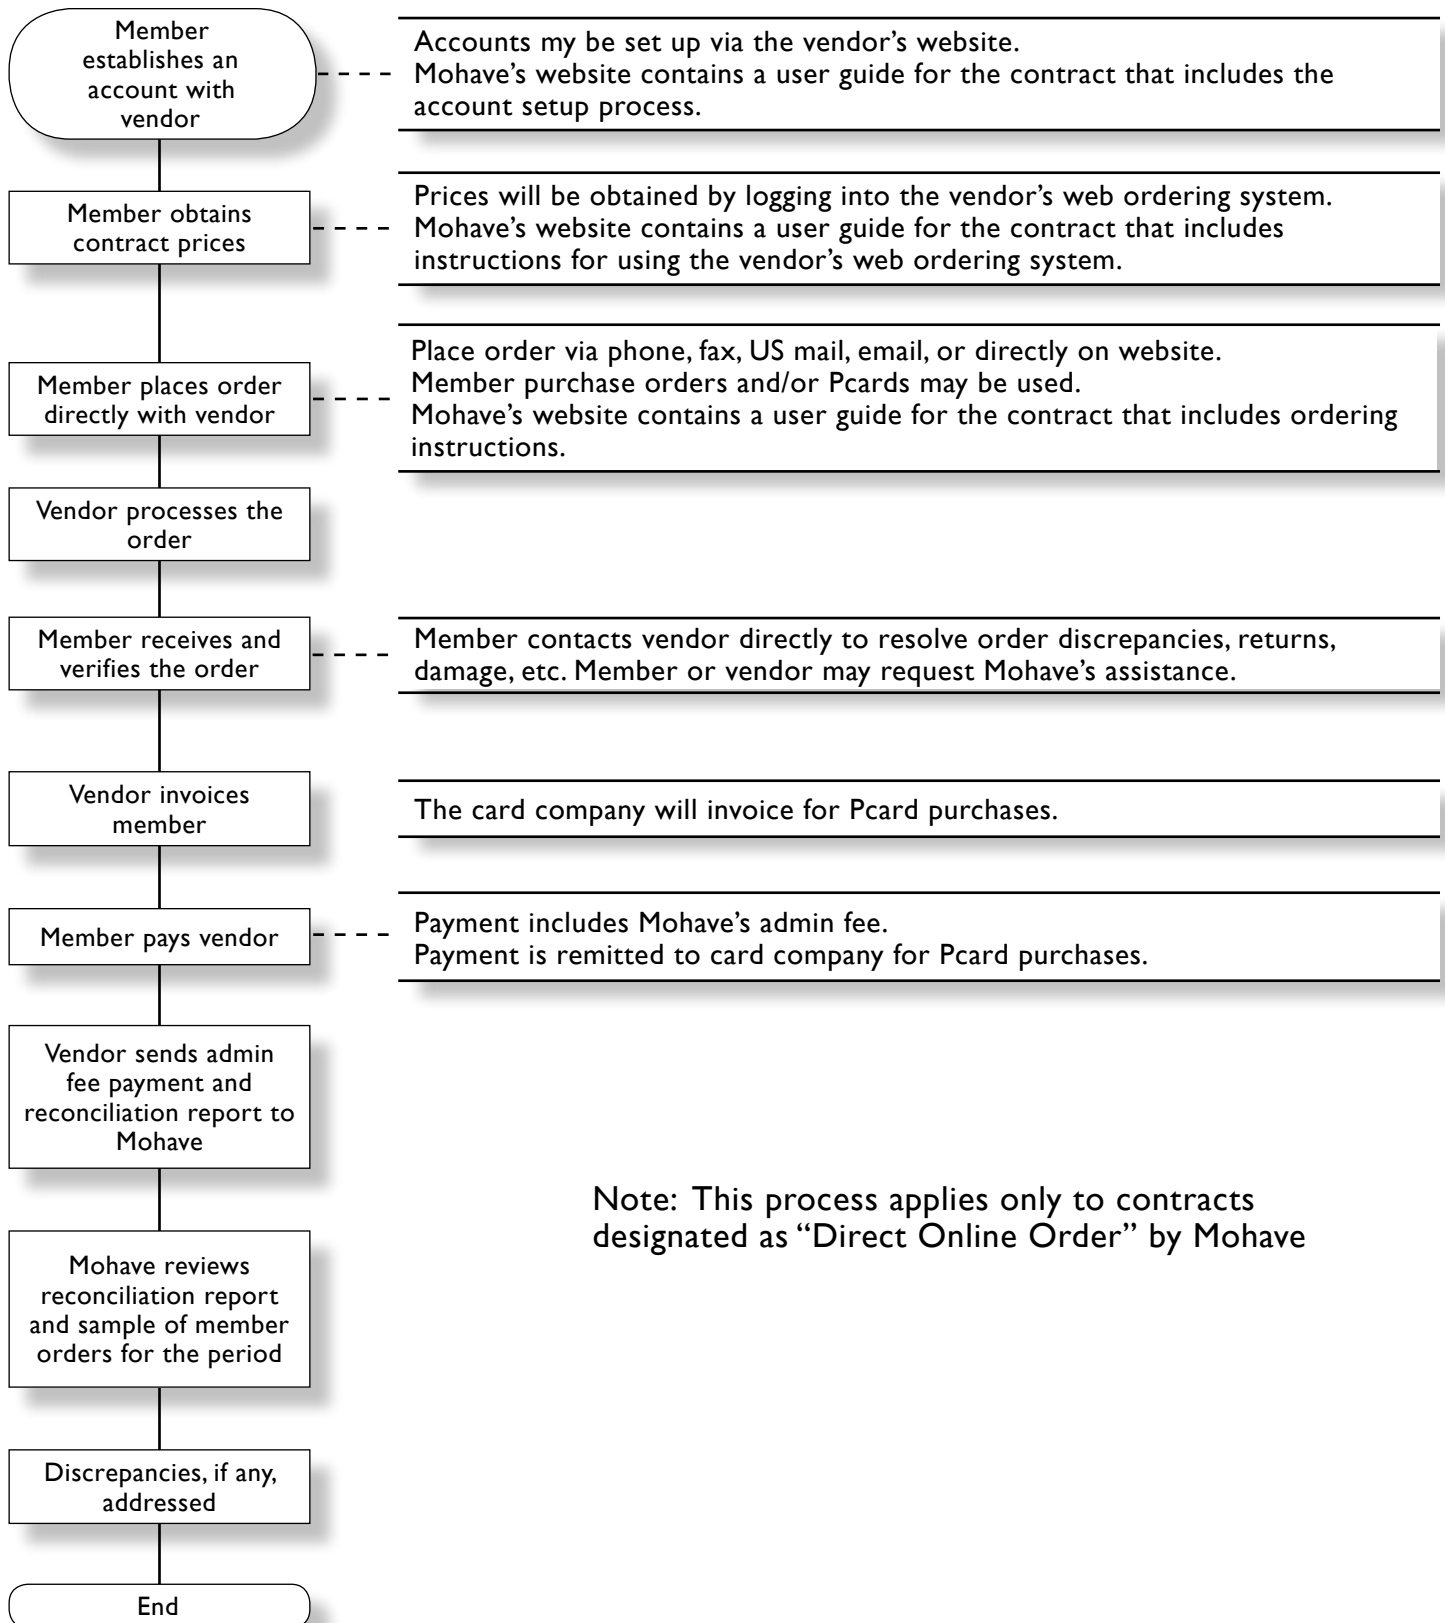 Member
establishes an
account with
vendor
Accounts my be set up via the vendor’s website.
Mohave’s website contains a user guide for the contract that includes the
account setup process.
Member obtains
contract prices
Prices will be obtained by logging into the vendor’s web ordering system.
Mohave’s website contains a user guide for the contract that includes
instructions for using the vendor’s web ordering system.
Member places order
directly with vendor
Place order via phone, fax, US mail, email, or directly on website.
Member purchase orders and/or Pcards may be used.
Mohave’s website contains a user guide for the contract that includes ordering
instructions.
Vendor processes the
order
Member receives and
verifies the order
Member contacts vendor directly to resolve order discrepancies, returns,
damage, etc. Member or vendor may request Mohave’s assistance.
Vendor invoices
member
The card company will invoice for Pcard purchases.
Member pays vendor
Payment includes Mohave’s admin fee.
Payment is remitted to card company for Pcard purchases.
Vendor sends admin
fee payment and
reconciliation report to
Mohave
Note: This process applies only to contracts
designated as “Direct Online Order” by Mohave
Mohave reviews
reconciliation report
and sample of member
orders for the period
Discrepancies, if any,
addressed
End